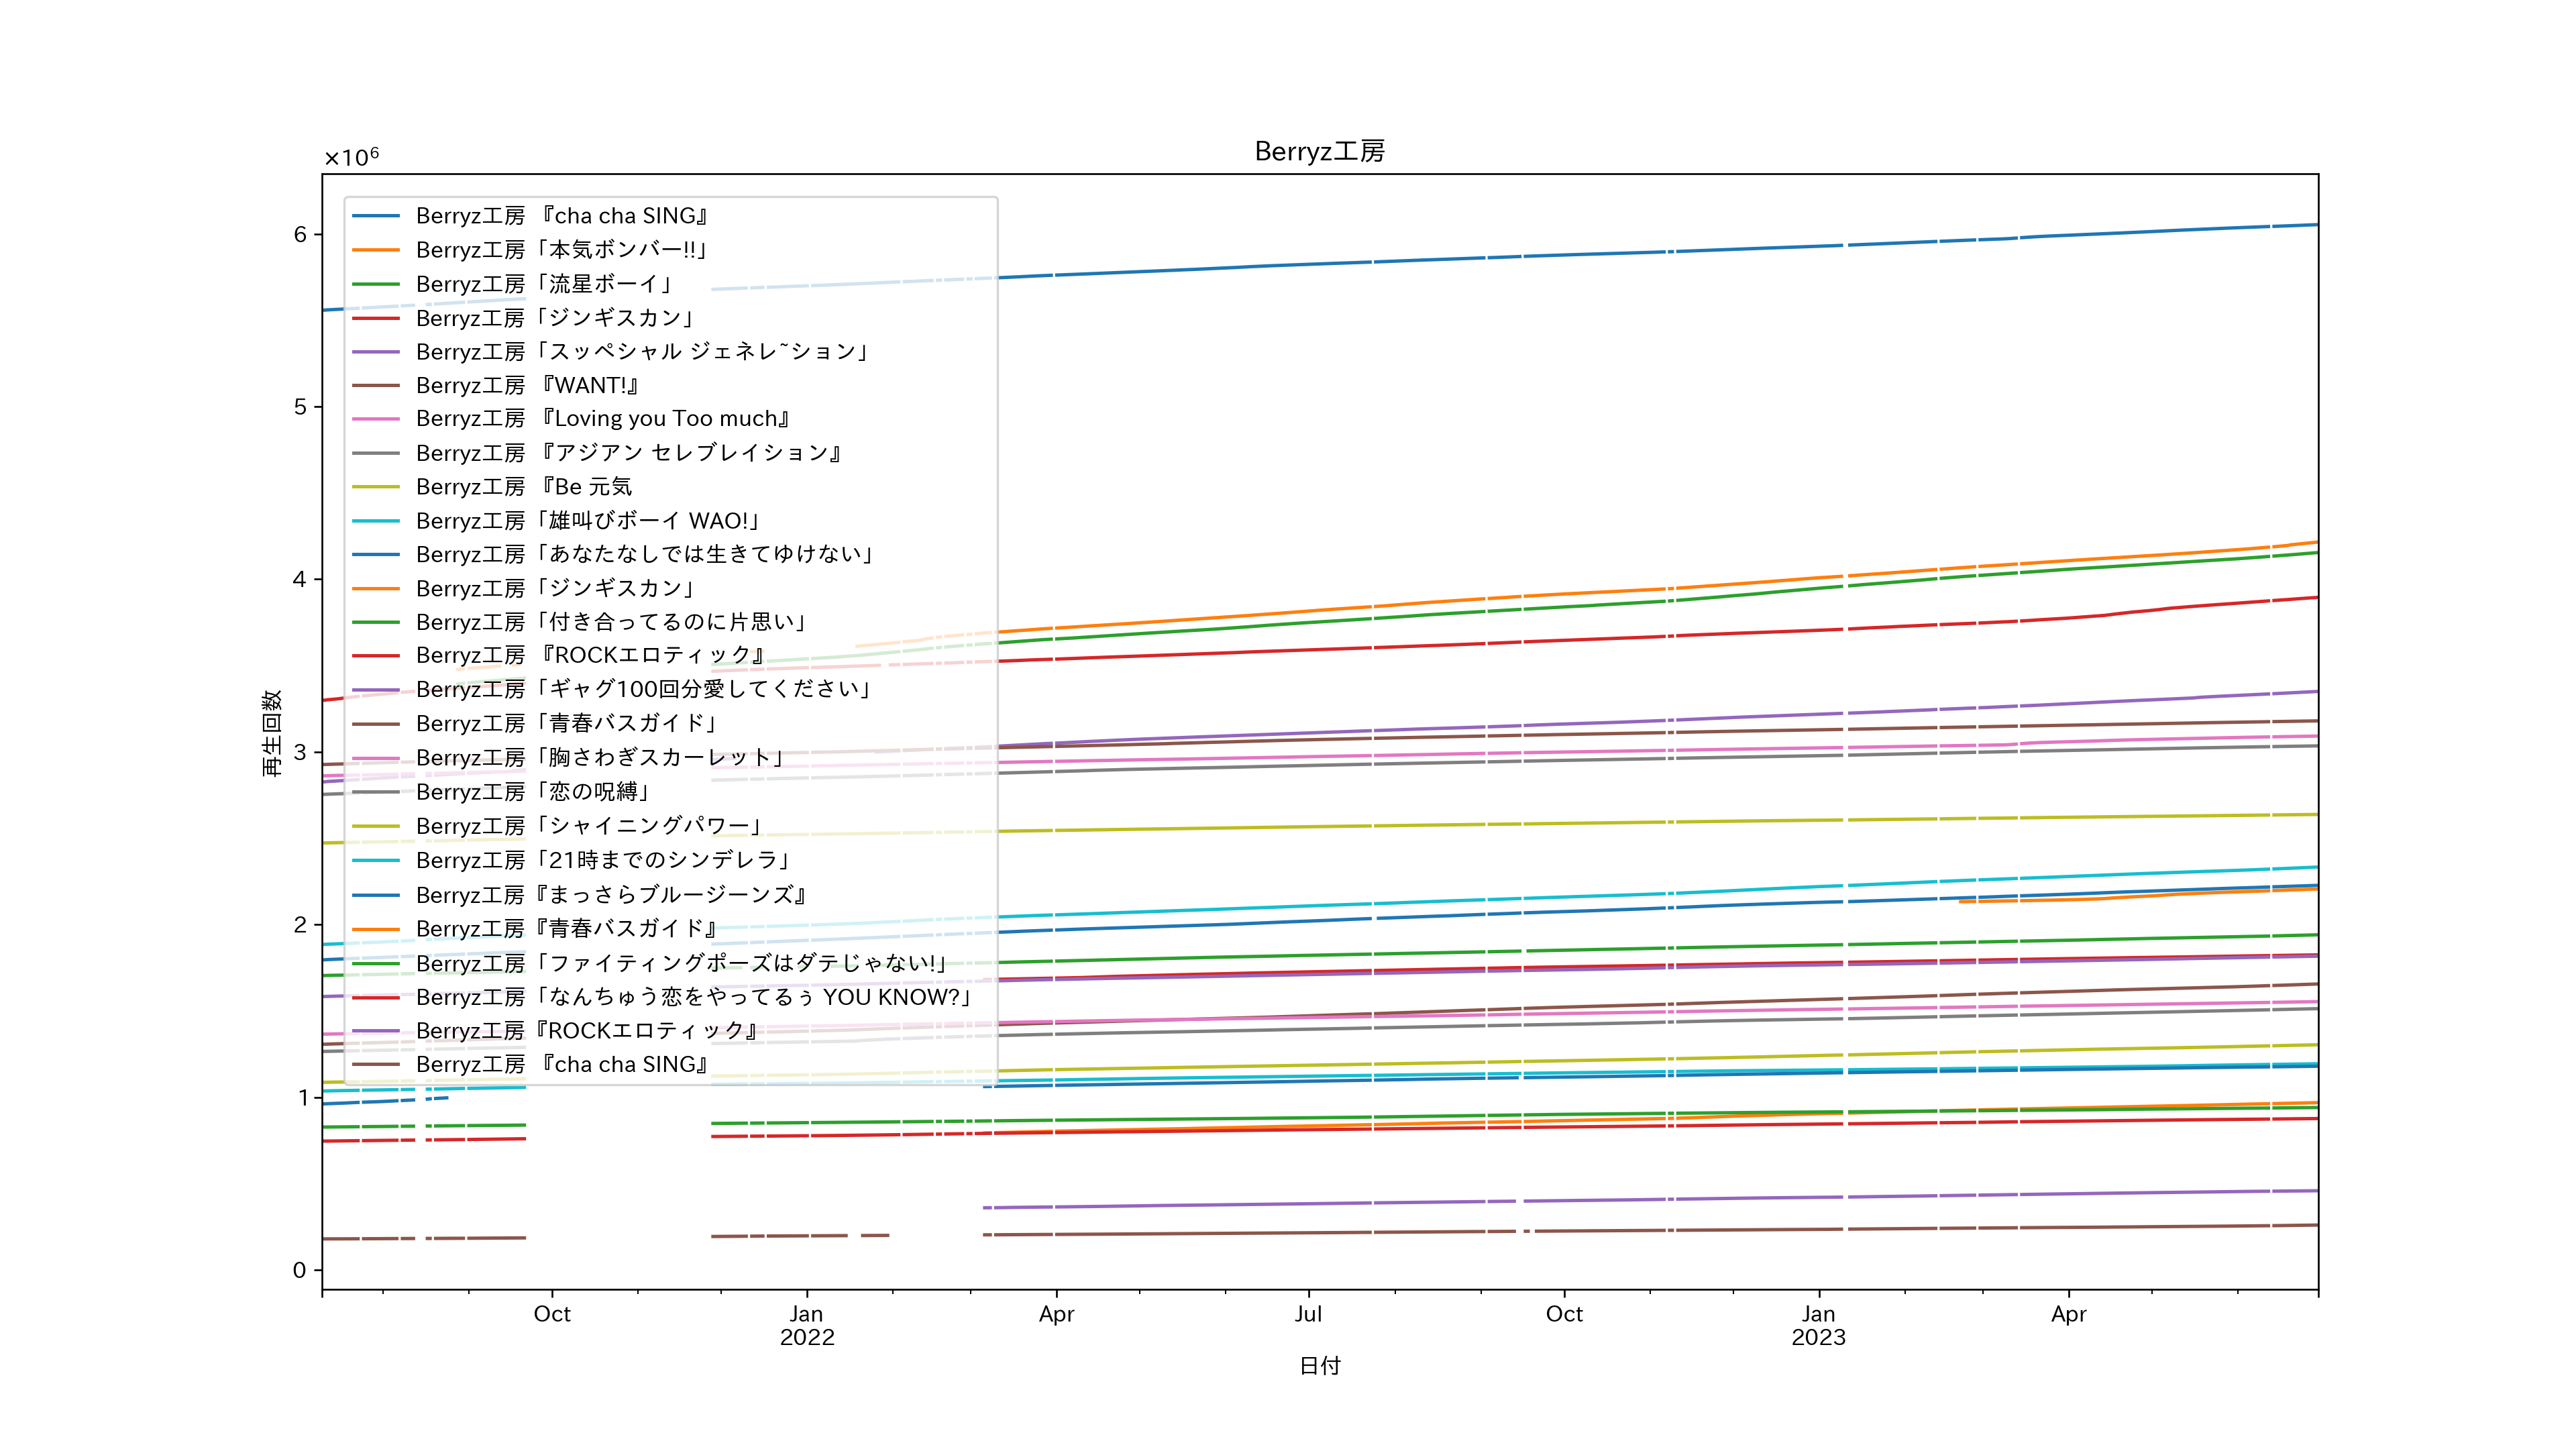 Berryz工房
×10⁶
Berryz工房 『cha cha SING』
Berryz工房「本気ボンバー!!」
Berryz工房「流星ボーイ」
Berryz工房「ジンギスカン」
Berryz工房「スッペシャル ジェネレ~ション」
Berryz工房 『WANT!』
Berryz工房 『Loving you Too much』
Berryz工房 『アジアン セレブレイション』
Berryz工房 『Be 元気
Berryz工房「雄叫びボーイ WAO!」
Berryz工房「あなたなしでは生きてゆけない」
Berryz工房「ジンギスカン」
Berryz工房「付き合ってるのに片思い」
Berryz工房 『ROCKエロティック』
Berryz工房「ギャグ100回分愛してください」
Berryz工房「青春バスガイド」
Berryz工房「胸さわぎスカーレット」
Berryz工房「恋の呪縛」
Berryz工房「シャイニングパワー」
Berryz工房「21時までのシンデレラ」
Berryz工房『まっさらブルージーンズ』
Berryz工房『青春バスガイド』
Berryz工房「ファイティングポーズはダテじゃない!」
Berryz工房「なんちゅう恋をやってるぅ YOU KNOW?」
Berryz工房『ROCKエロティック』
Berryz工房 『cha cha SING』
再生回数
6
5
4
3
2
1
0
Oct
Jan
2022
Apr
Jul
Oct
Jan
2023
Apr
日付